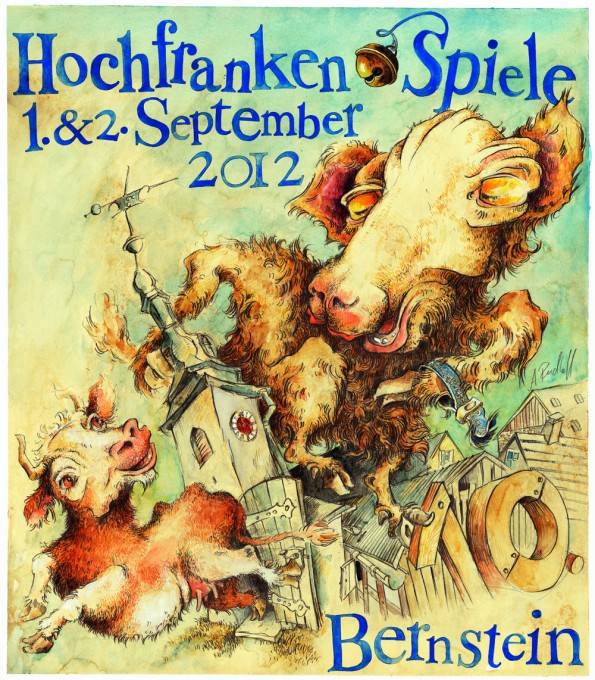 Hochfranken Spiele
1. & 2. September
2012
10.
Bernstein